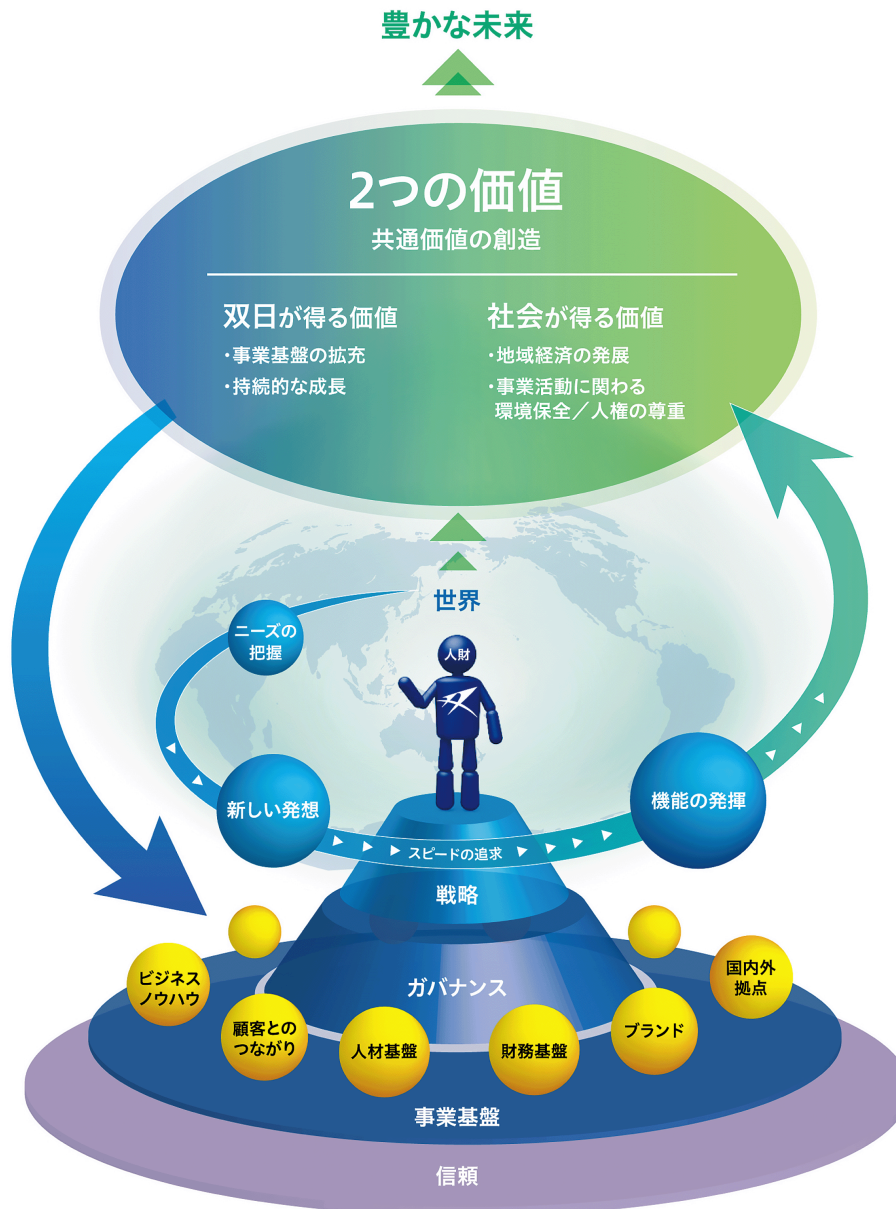 豊かな未来
2つの価値
共通価値の創造
双日が得る価値
・事業基盤の拡充
・持続的な成長
社会が得る価値
・地域経済の発展
・事業活動に関わる
環境保全／人権の尊重
世界
ニーズの
把握
人財
新しい発想
機能の発揮
スピードの追求
戦略
ガバナンス
ビジネス
ノウハウ
顧客との
つながり
人材基盤
財務基盤
ブランド
国内外
拠点
事業基盤
信頼